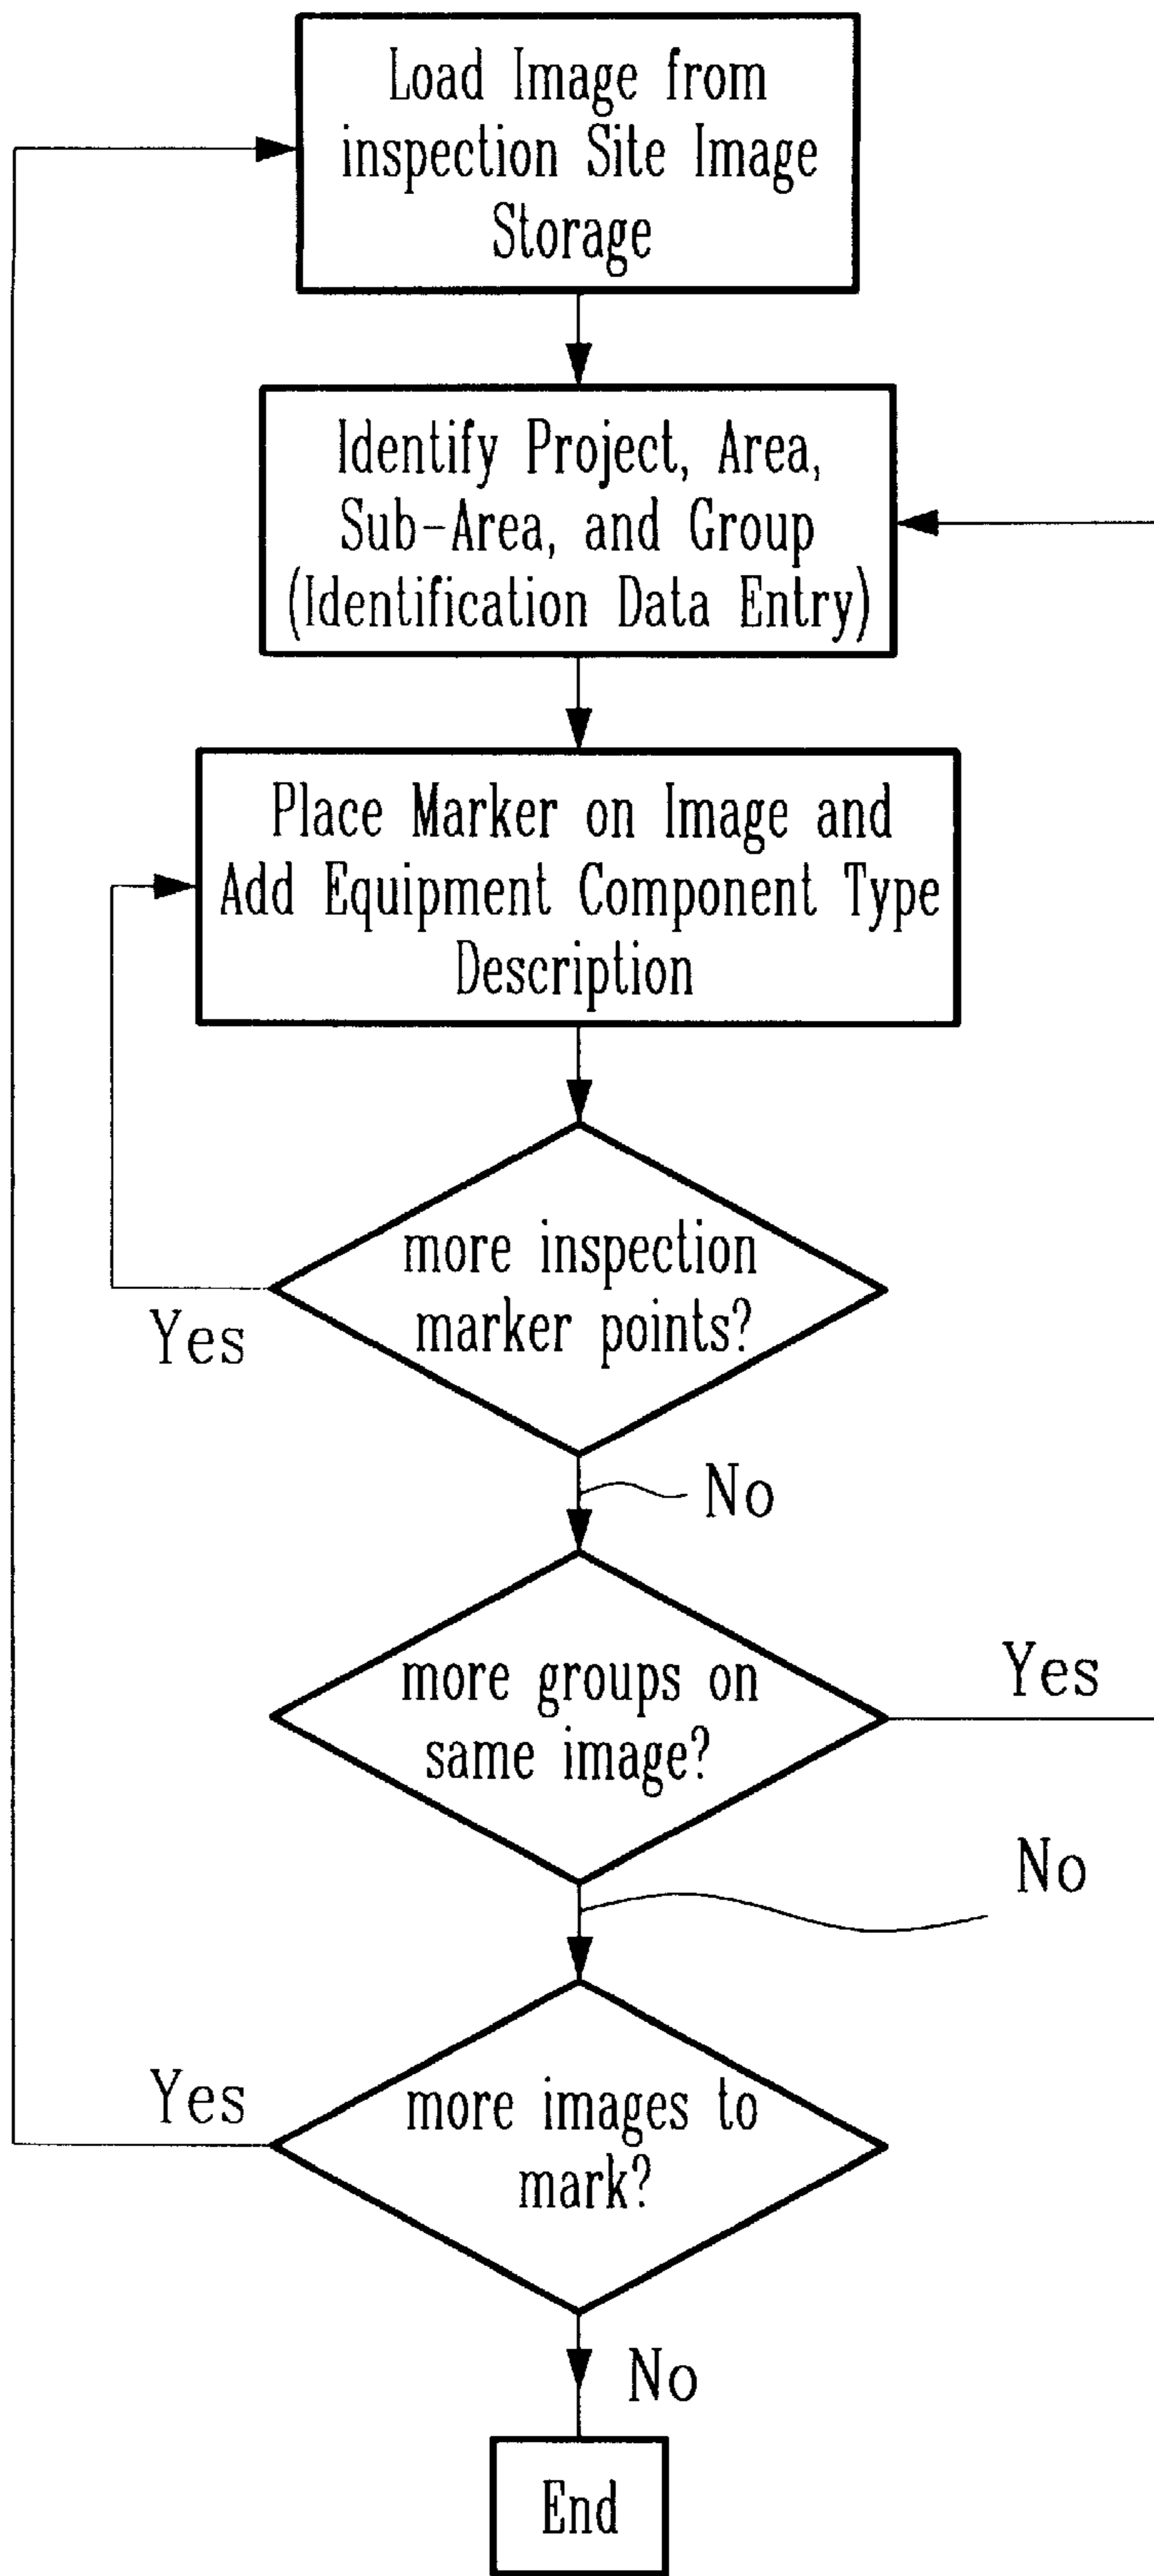 Load Image from
inspection Site Image
Storage
Identify Project, Area,
Sub-Area, and Group
(Identification Data Entry)
Place Marker on Image and
Add Equipment Component Type
Description
more inspection
marker points?
Yes
No
more groups on
same image?
Yes
No
more images to
mark?
Yes
No
End